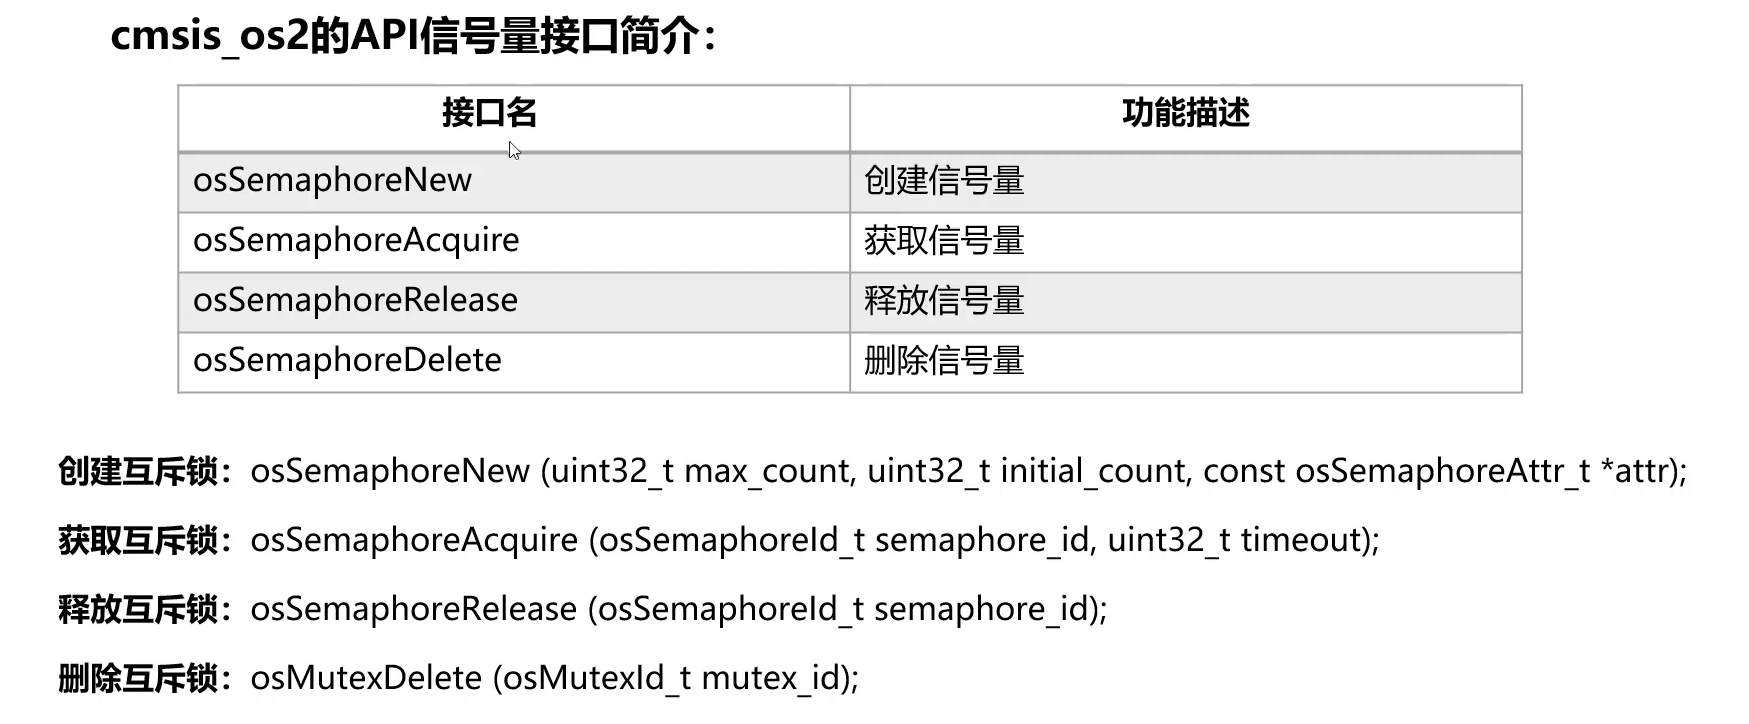 cmsis_os2的API信号量接口简介：
接口名 功能描述
osSemaphoreNew 创建信号量
osSemaphoreAcquire 获取信号量
osSemaphoreRelease 释放信号量
osSemaphoreDelete 删除信号量
创建互斥锁：osSemaphoreNew (uint32_t max_count, uint32_t initial_count, const osSemaphoreAttr_t *attr);
获取互斥锁：osSemaphoreAcquire (osSemaphoreId_t semaphore_id, uint32_t timeout);
释放互斥锁：osSemaphoreRelease (osSemaphoreId_t semaphore_id);
删除互斥锁：osMutexDelete (osMutexId_t mutex_id);